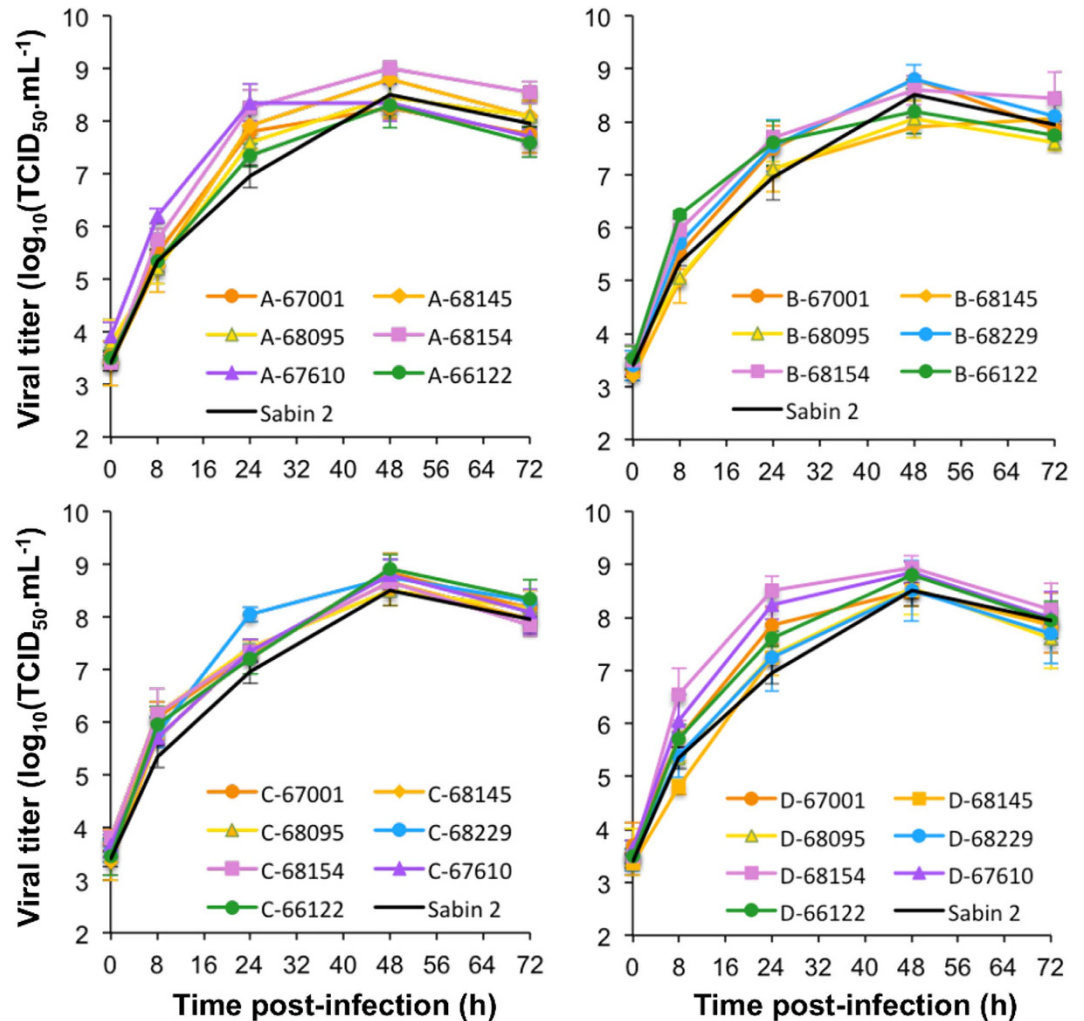 Viral titer (log10(TCID50.mL-1)
10
9
8
7
6
5
4
3
2
0 8 16 24 32 40 48 56 64 72
A-67001 A-68145
A-68095 A-68154
A-67610 A-66122
Sabin 2
10
9
8
7
6
5
4
3
2
0 8 16 24 32 40 48 56 64 72
B-67001 B-68145
B-68095 B-68229
B-68154 B-66122
Sabin 2
Viral titer (log10(TCID50.mL-1)
10
9
8
7
6
5
4
3
2
0 8 16 24 32 40 48 56 64 72
C-67001 C-68145
C-68095 C-68229
C-68154 C-67610
C-66122 Sabin 2
Time post-infection (h)
10
9
8
7
6
5
4
3
2
0 8 16 24 32 40 48 56 64 72
D-67001 D-68145
D-68095 D-68229
D-68154 D-67610
D-66122 Sabin 2
Time post-infection (h)